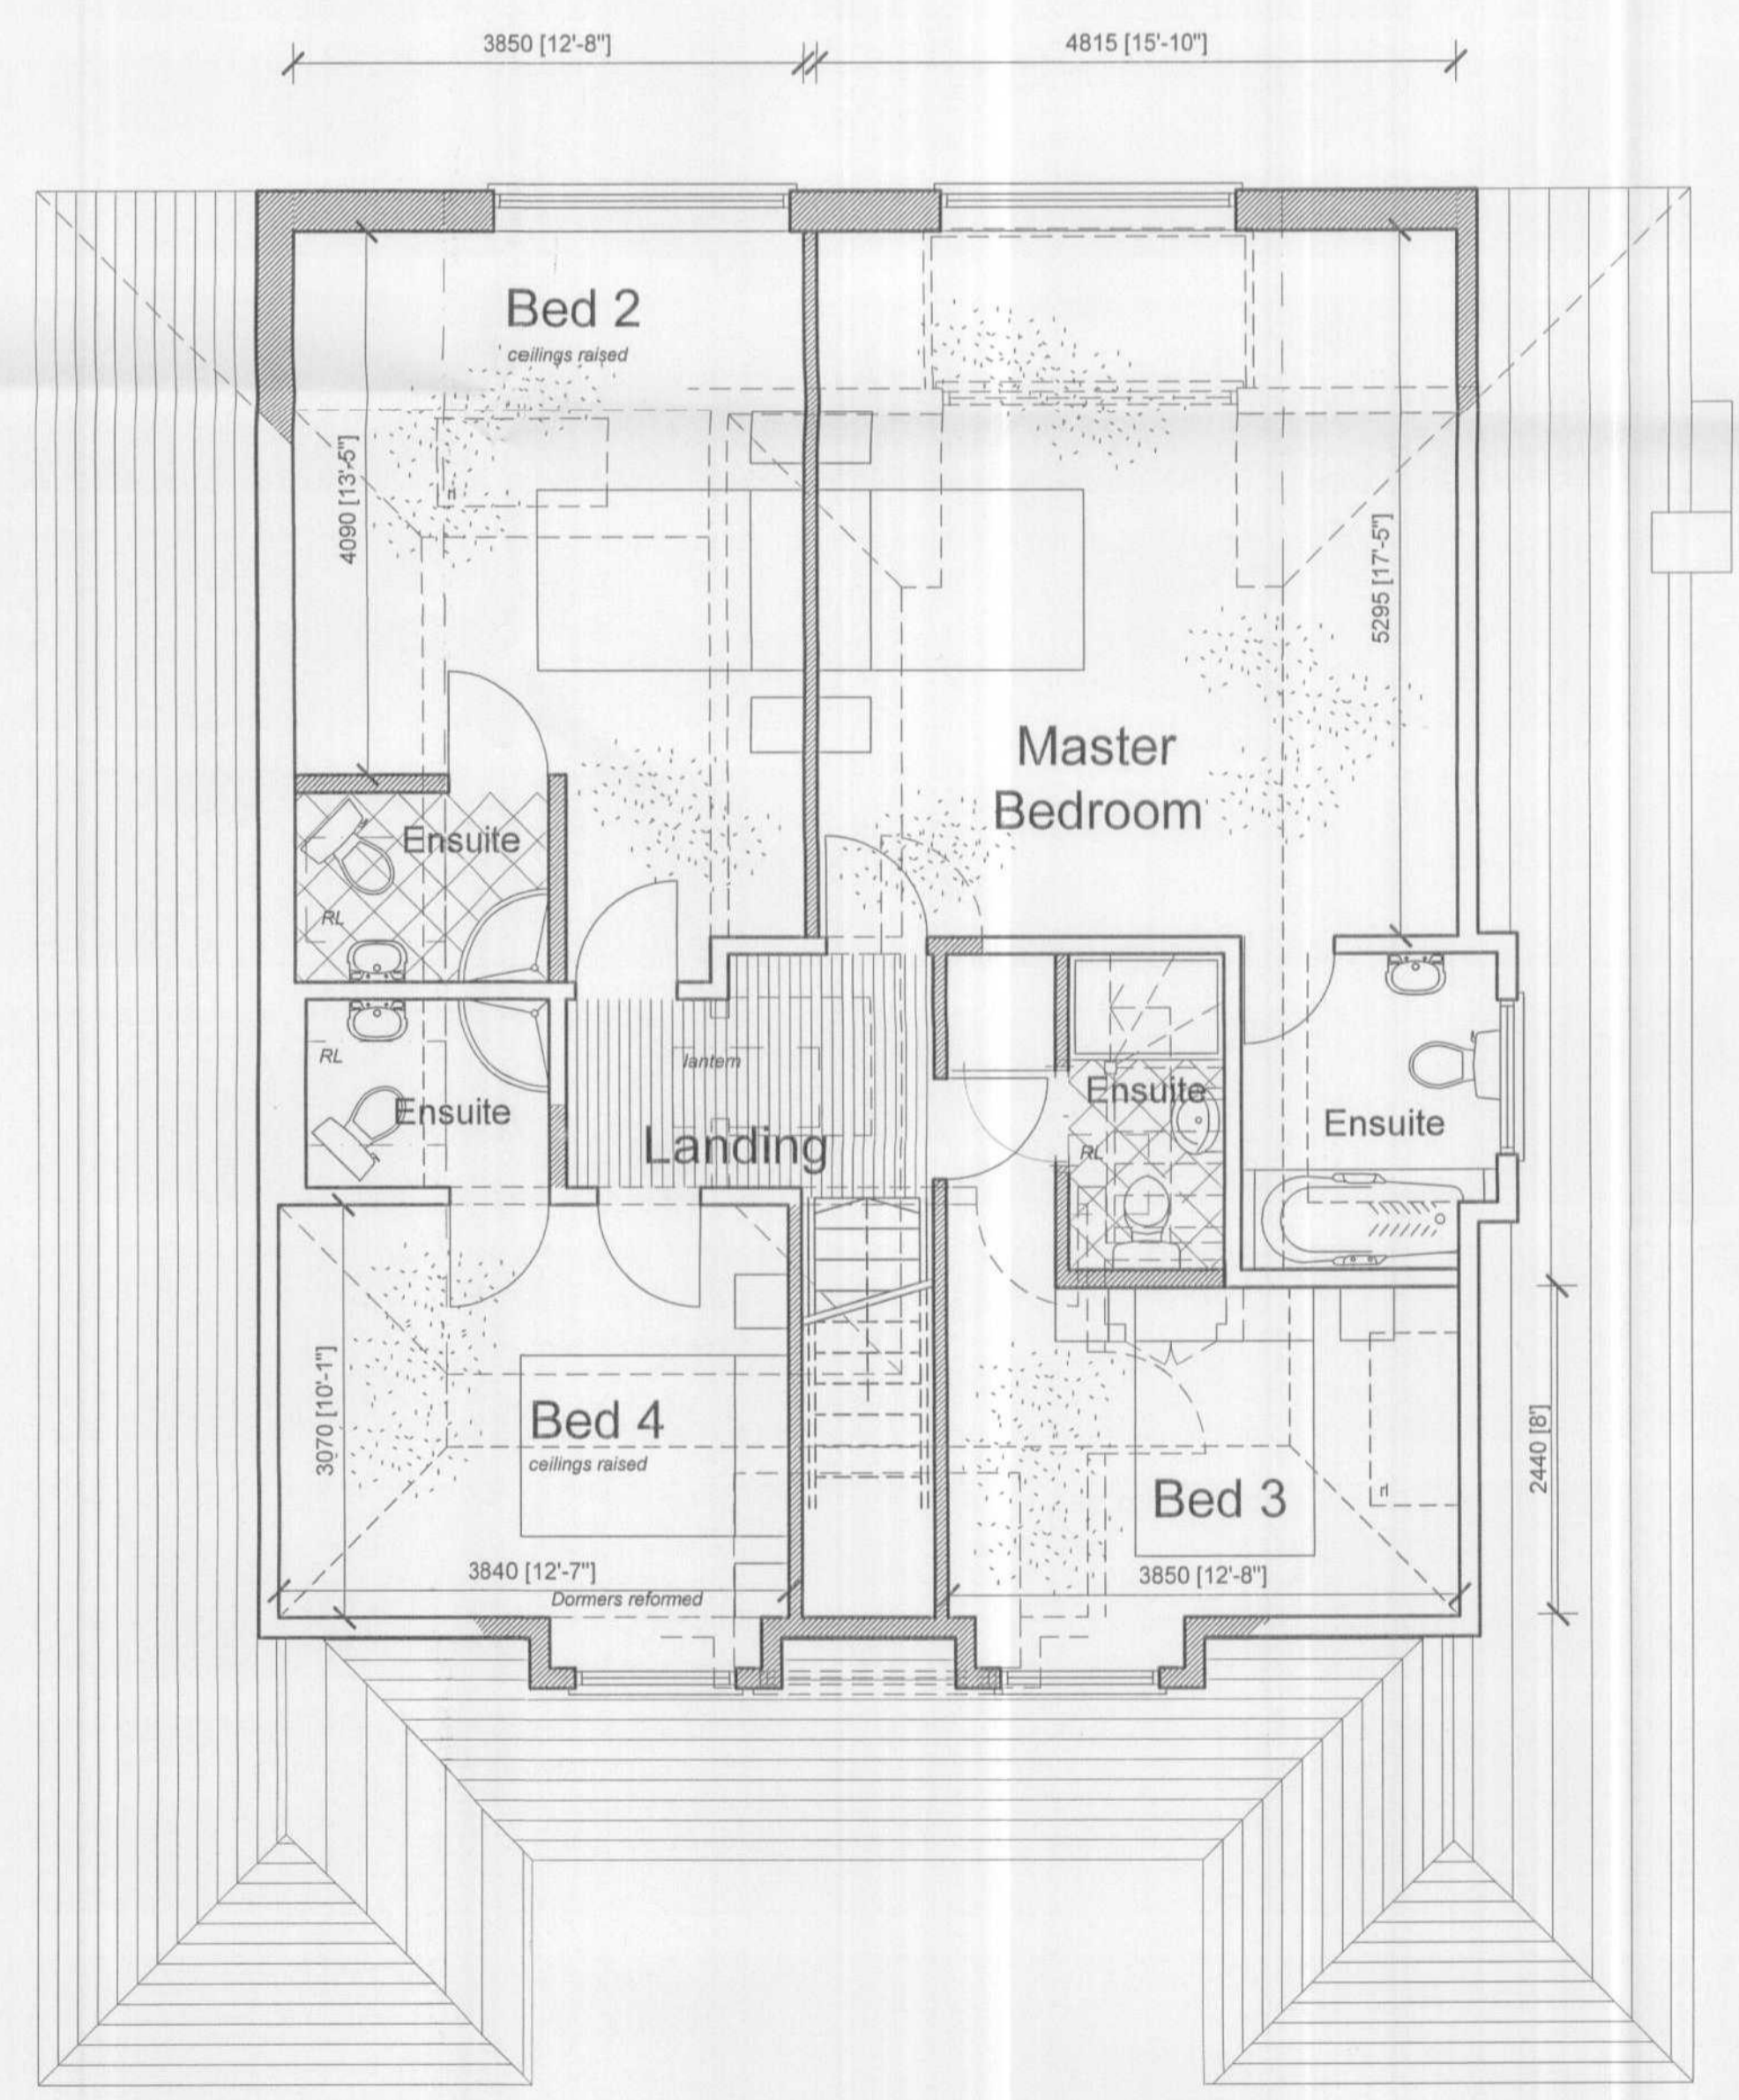 3850 [12'-8"]
4815 [15'-10"]
Bed 2
ceilings raised
4090 [13'-5"]
5295 [17'-5"]
Master
Bedroom
Ensuite
RL
RL
Ensuite
lantern
Landing
Ensuite
RL
Ensuite
3070 [10'-1"]
Bed 4
ceilings raised
3840 [12'-7"]
Dormers reformed
Bed 3
3850 [12'-8"]
2440 [8']